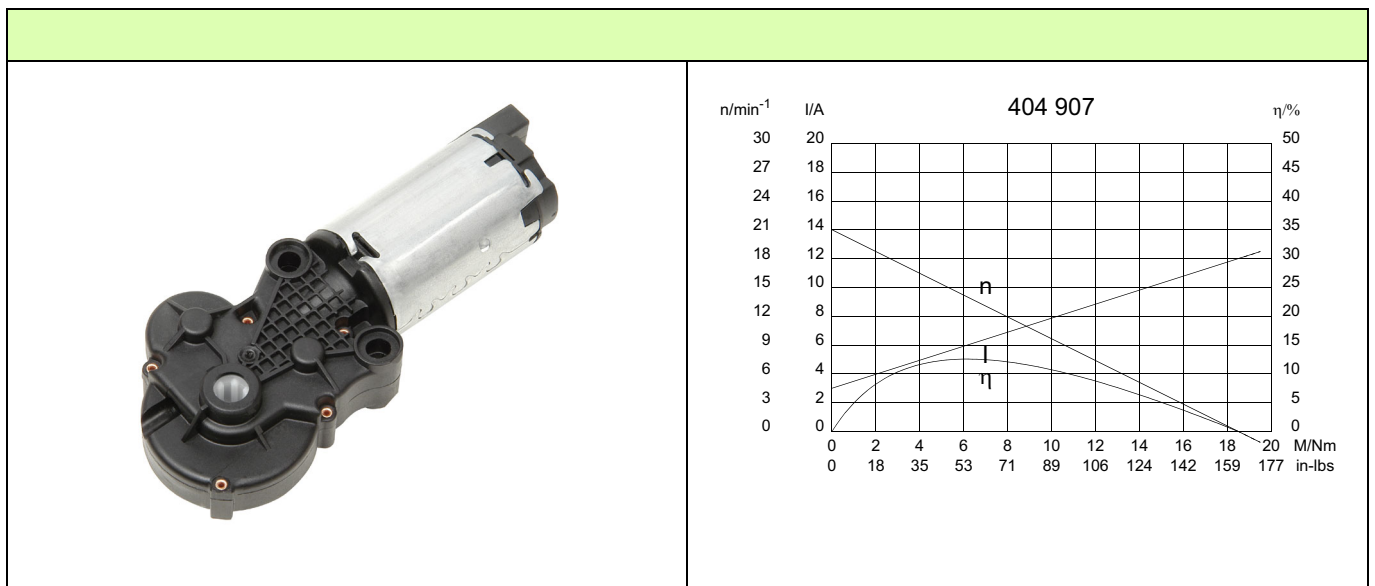 404 907
n/min-1 I/A η/%
30 20 50
27 18 45
24 16 40
21 14 35
18 12 30
15 10 25
12 8 20
9 6 15
6 4 10
3 2 5
0 0 0
n
I
η
0 2 4 6 8 10 12 14 16 18 20 M/Nm
0 18 35 53 71 89 106 124 142 159 177 in-lbs